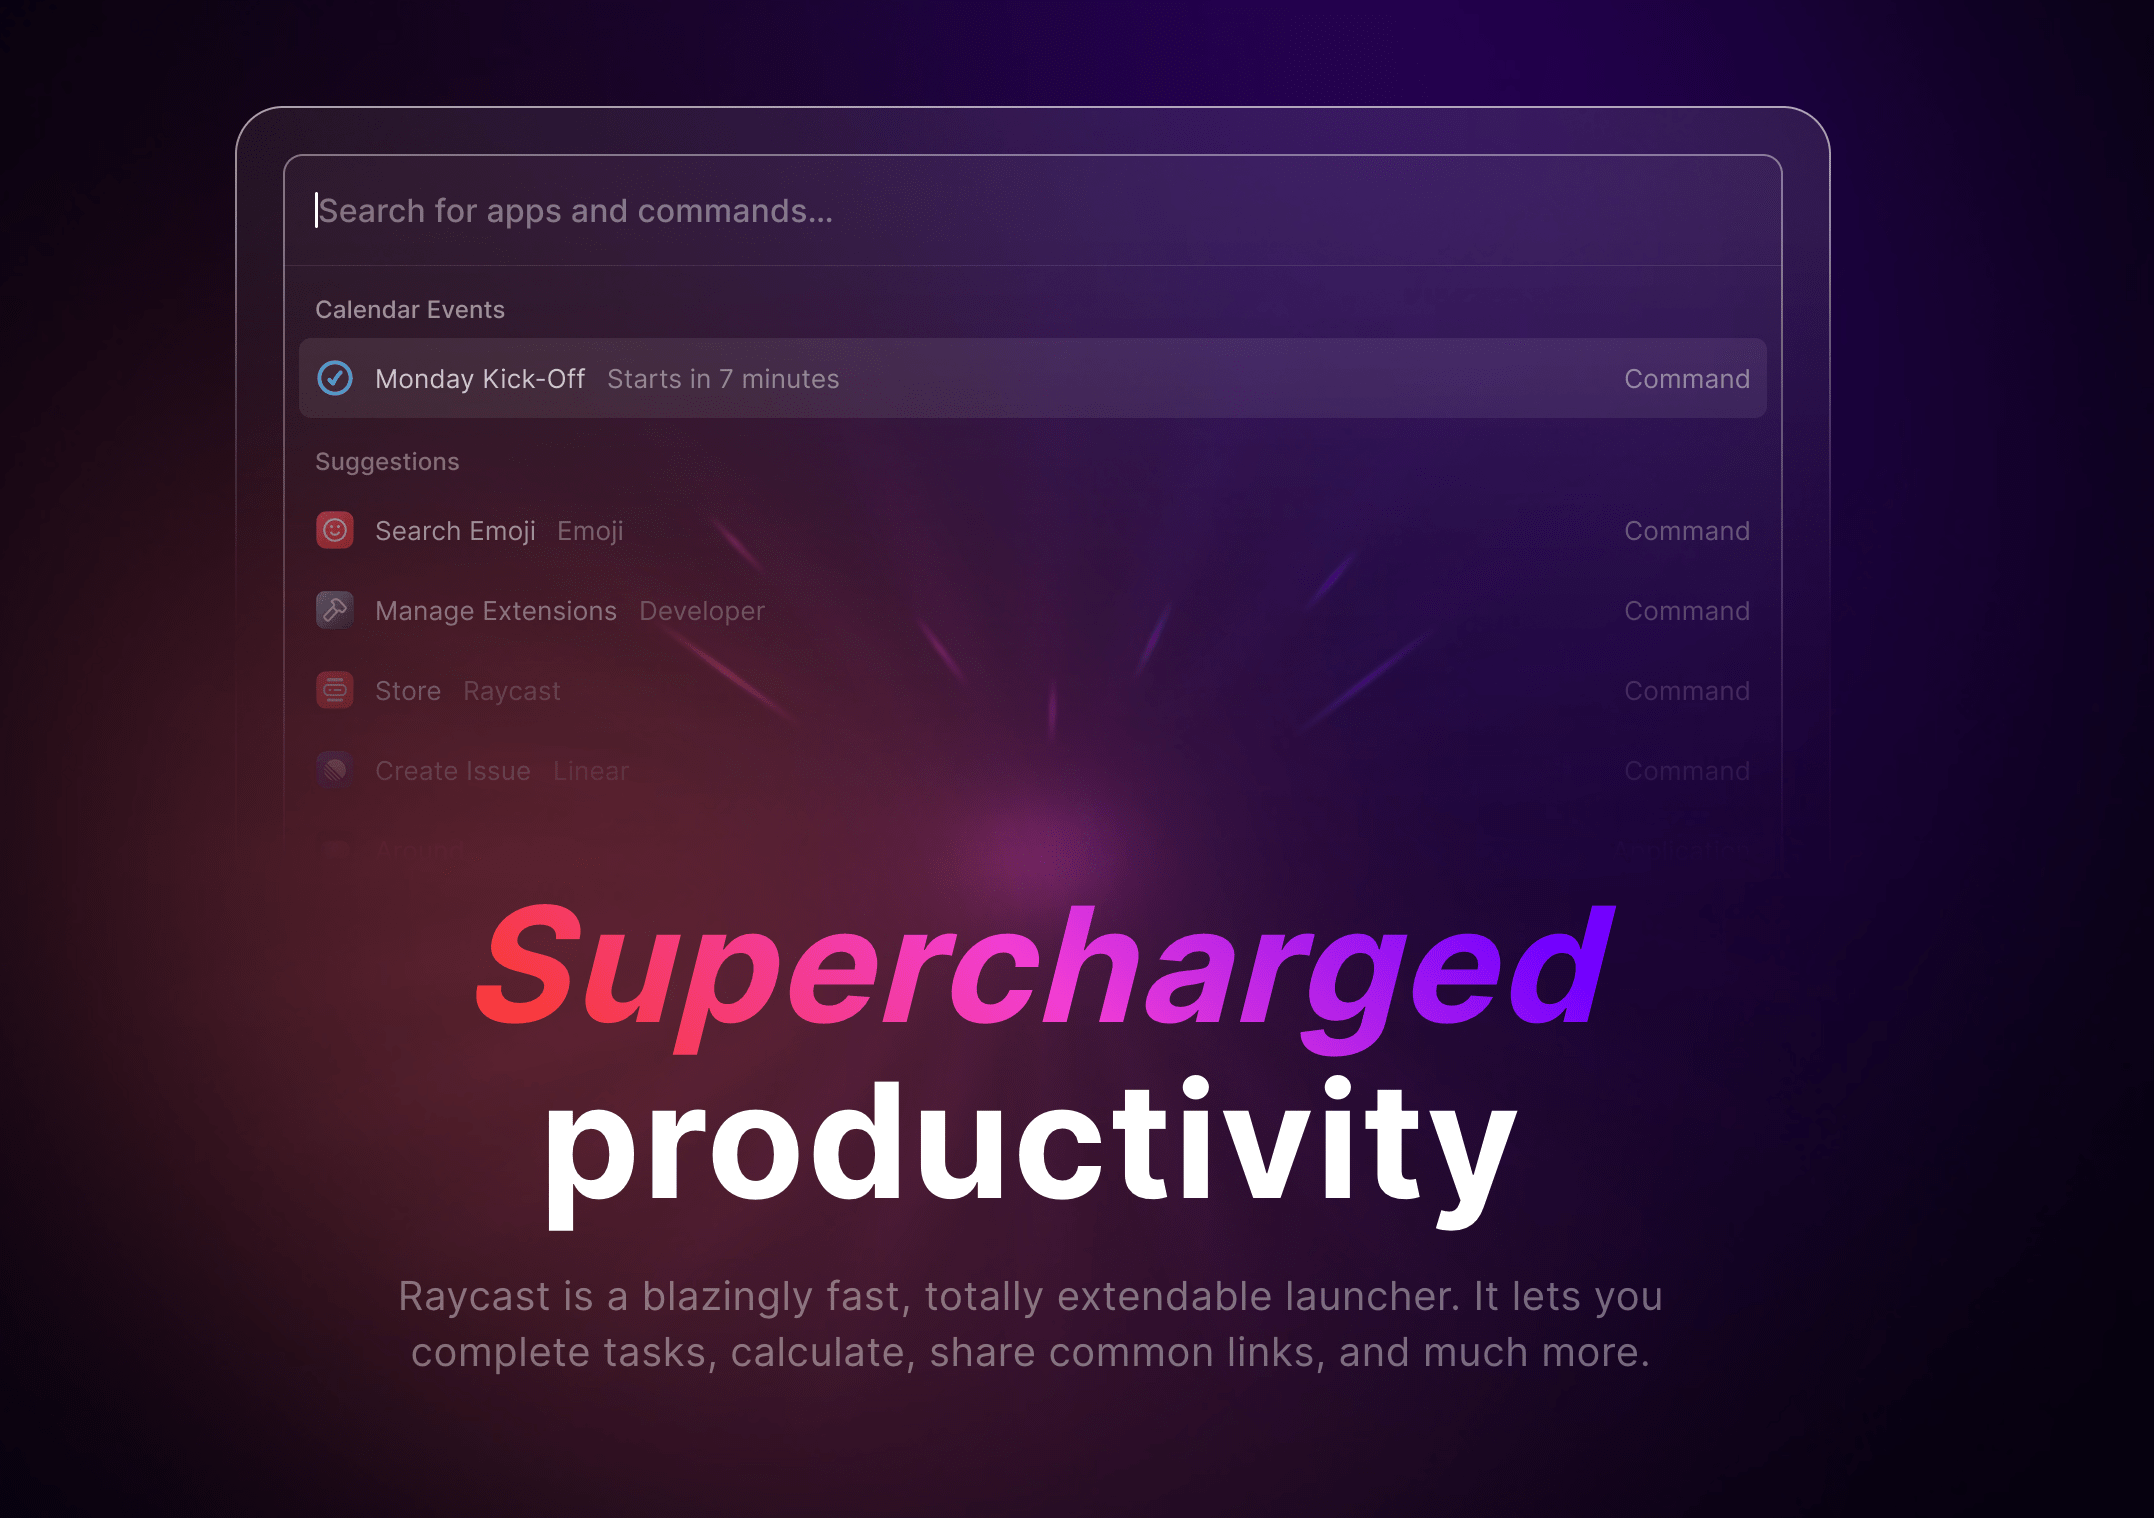 Search for apps and commands...
Calendar Events
Monday Kick-Off Starts in 7 minutes Command
Suggestions
Search Emoji Emoji Command
Manage Extensions Developer Command
Store Raycast Command
Create Issue Linear Command
Around Application
Supercharged
productivity
Raycast is a blazingly fast, totally extendable launcher. It lets you
complete tasks, calculate, share common links, and much more.